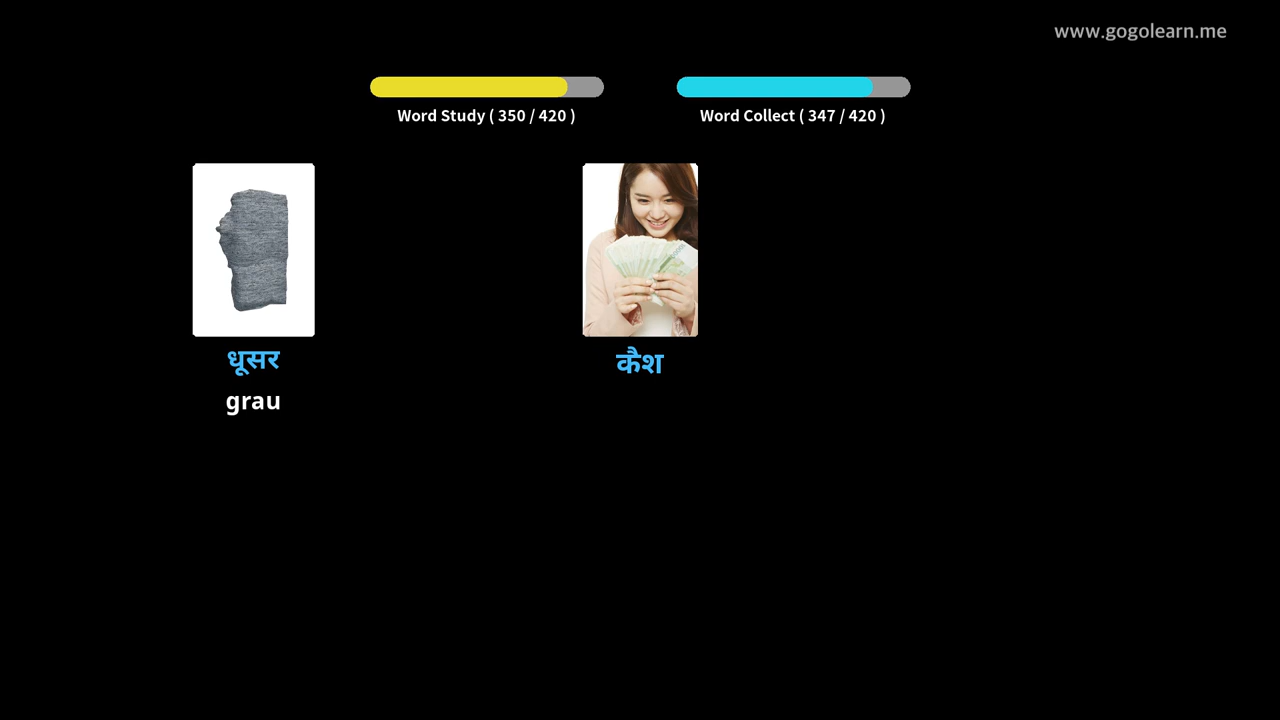 www.gogolearn.me
Word Study ( 350 / 420 )
Word Collect ( 347 / 420 )
धूसर
grau
कैश